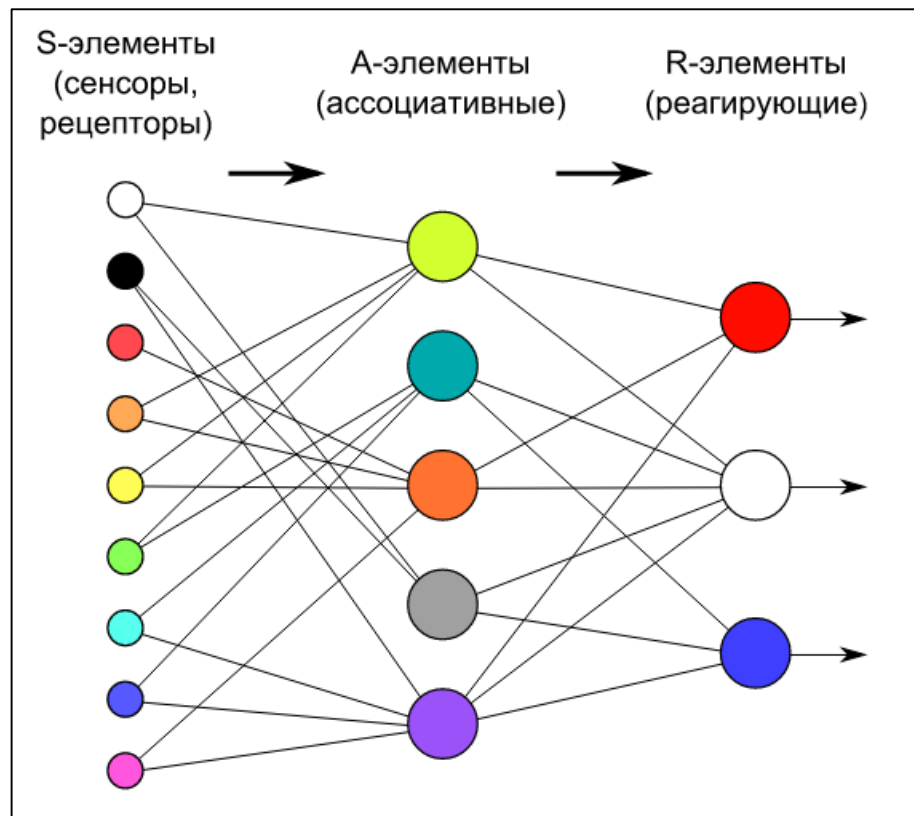 S-элементы
(сенсоры,
рецепторы)
A-элементы
(ассоциативные)
R-элементы
(реагирующие)